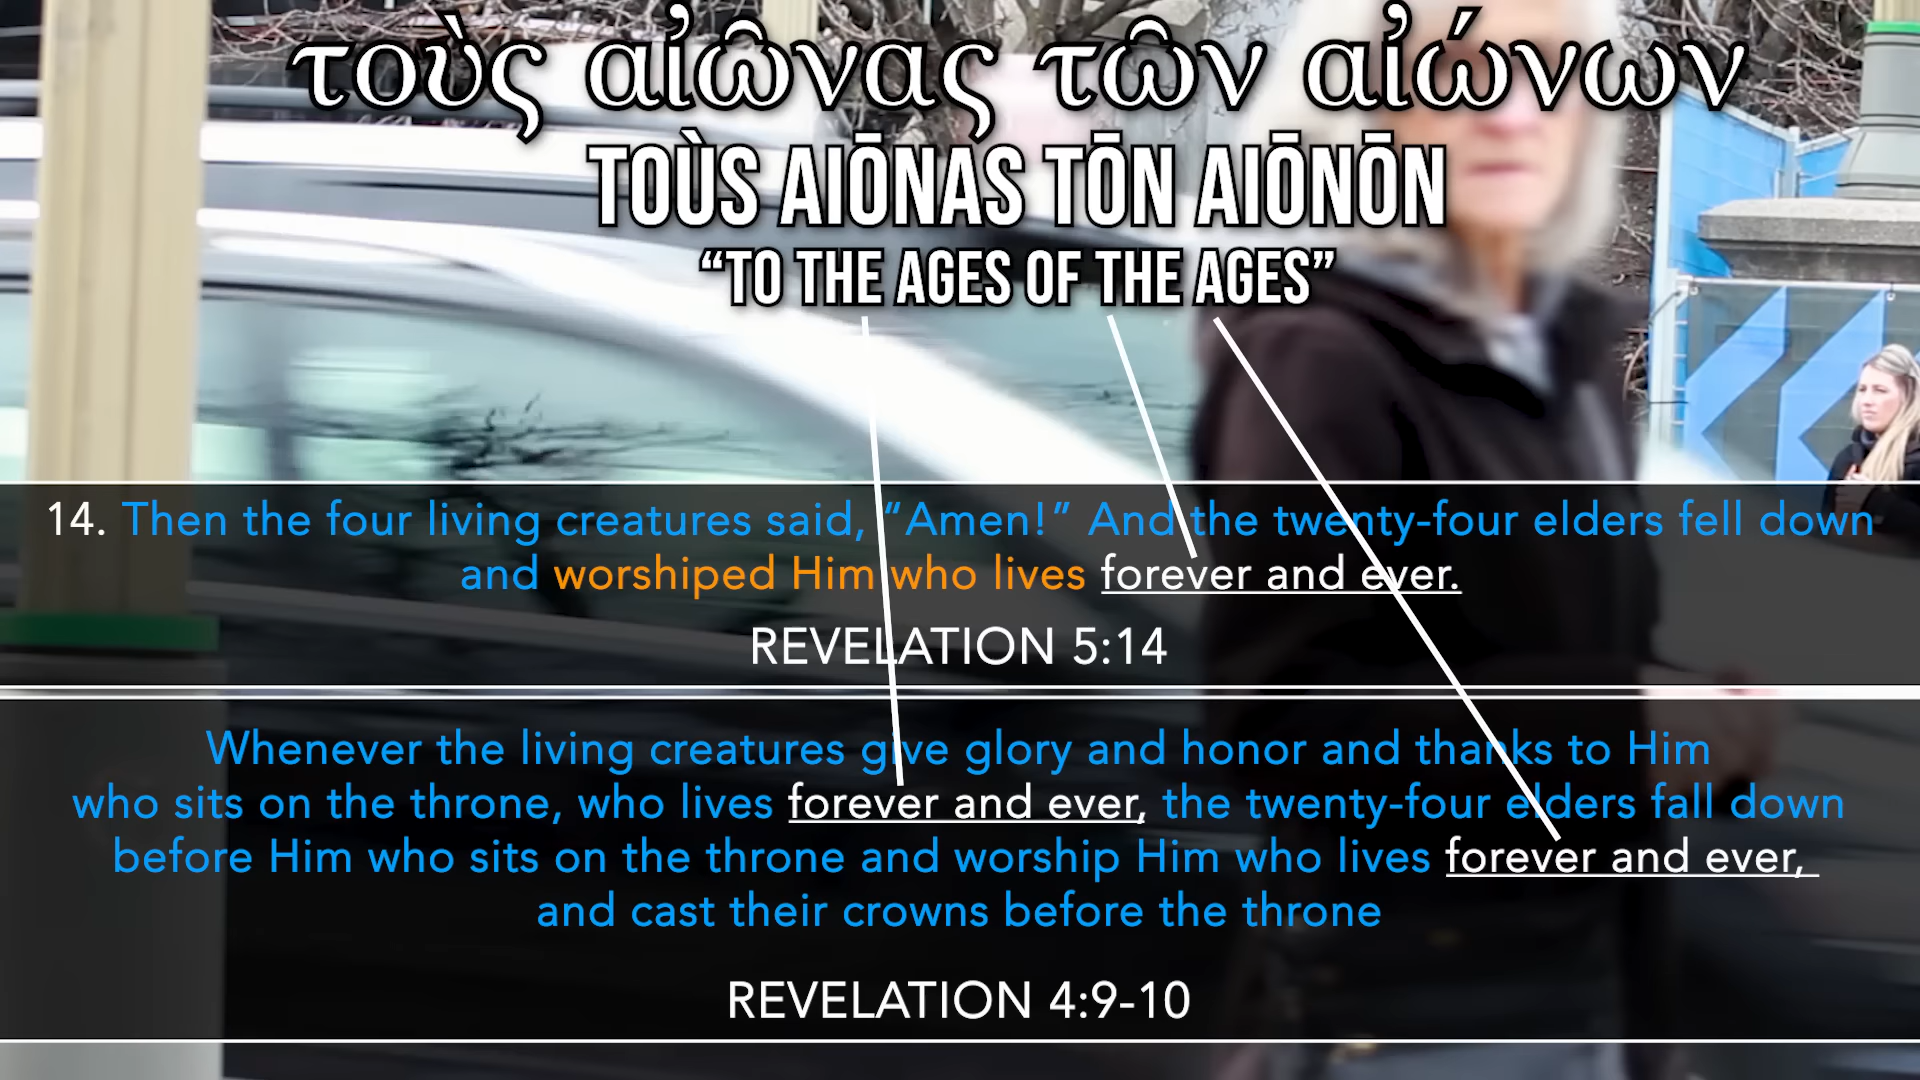 τοὺς αἰῶνας τῶν αἰώνων
TOÙS AIŌNAS TŌN AIŌNŌN
“TO THE AGES OF THE AGES”
14. Then the four living creatures said, “Amen!” And the twenty-four elders fell down
and worshiped Him who lives forever and ever.
REVELATION 5:14
Whenever the living creatures give glory and honor and thanks to Him
who sits on the throne, who lives forever and ever, the twenty-four elders fall down
before Him who sits on the throne and worship Him who lives forever and ever,
and cast their crowns before the throne
REVELATION 4:9-10